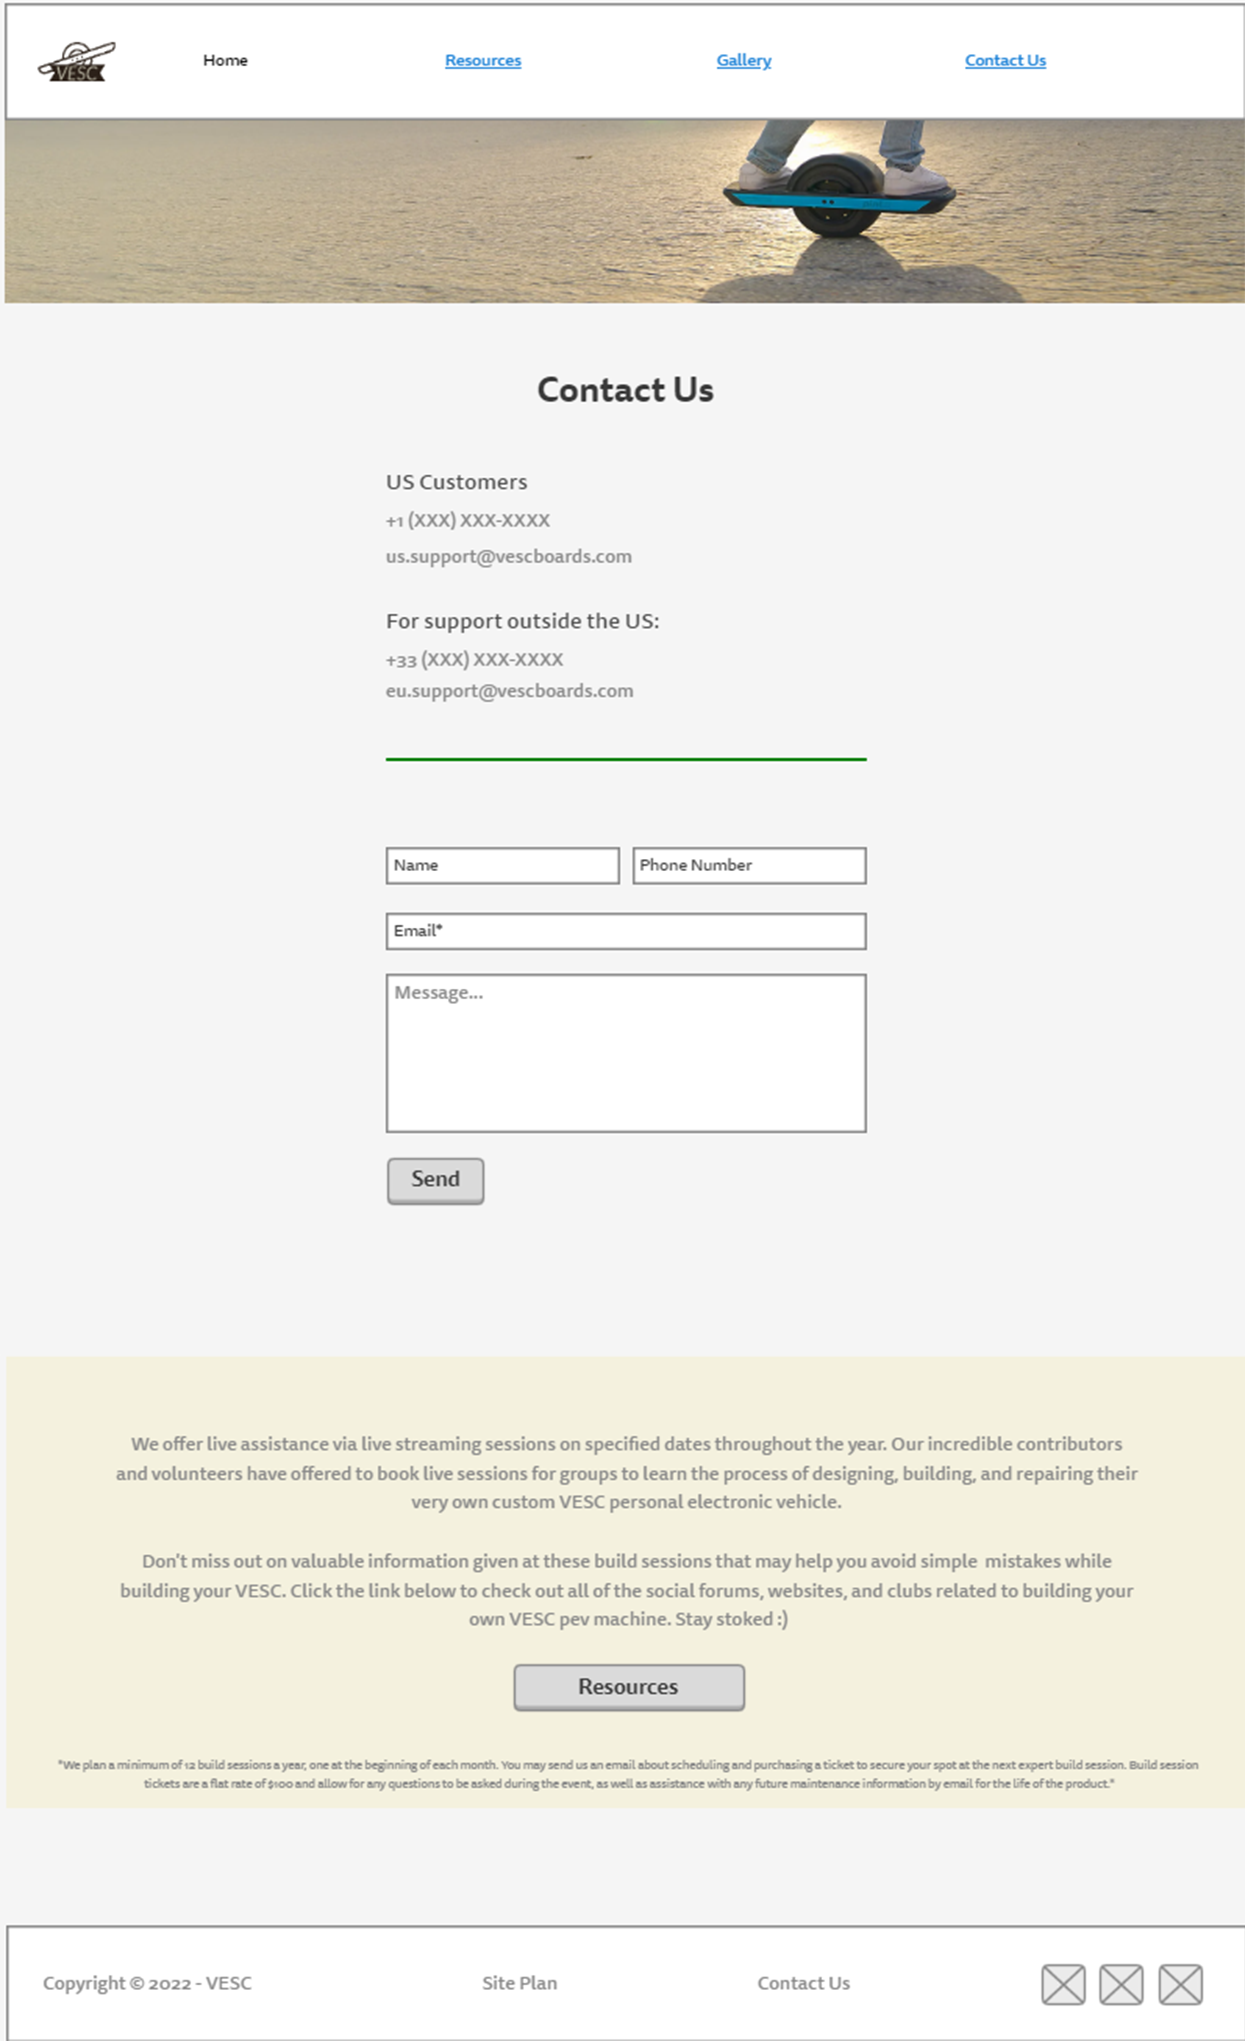 VESC
Home
Resources
Gallery
Contact Us
Contact Us
US Customers
+1 (XXX) XXX-XXXX
us.support@vescboards.com
For support outside the US:
+33 (XXX) XXX-XXXX
eu.support@vescboards.com
Name
Phone Number
Email*
Message...
Send
We offer live assistance via live streaming sessions on specified dates throughout the year. Our incredible contributors
and volunteers have offered to book live sessions for groups to learn the process of designing, building, and repairing their
very own custom VESC personal electronic vehicle.
Don't miss out on valuable information given at these build sessions that may help you avoid simple  mistakes while
building your VESC. Click the link below to check out all of the social forums, websites, and clubs related to building your
own VESC pev machine. Stay stoked :)
Resources
*We plan a minimum of 12 build sessions a year, one at the beginning of each month. You may send us an email about scheduling and purchasing a ticket to secure your spot at the next expert build session. Build session
tickets are a flat rate of $100 and allow for any questions to be asked during the event, as well as assistance with any future maintenance information by email for the life of the product.*
Copyright © 2022 - VESC
Site Plan
Contact Us